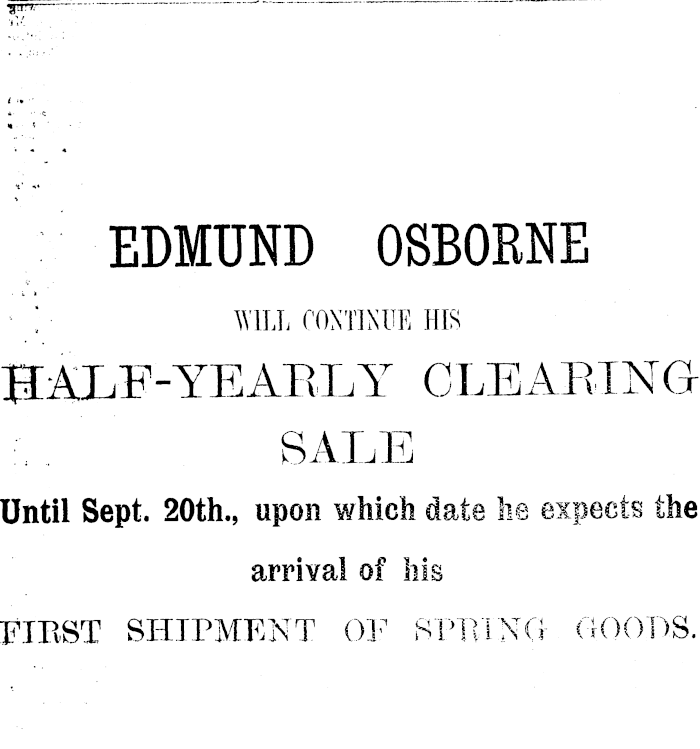 EDMUND OSBORNE
WILL CONTINUE HIS
HALF-YEARLY CLEARING
SALE
Until Sept. 20th., upon which date he expects the
arrival of his
FIRST SHIPMENT OF SPRING GOODS.